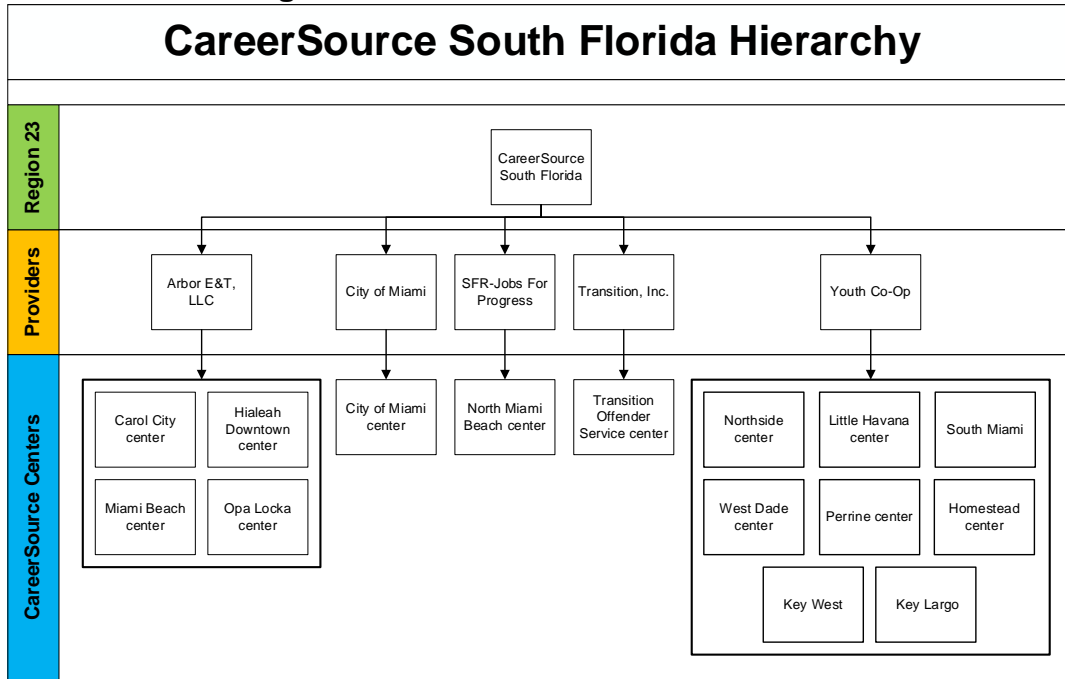 CareerSource South Florida Hierarchy
Region 23
CareerSource
South Florida
Providers
Arbor E&T,
LLC
City of Miami
SFR-Jobs For
Progress
Transition, Inc.
Youth Co-Op
CareerSource Centers
Carol City
center
Hialeah
Downtown
center
Miami Beach
center
Opa Locka
center
City of Miami
center
North Miami
Beach center
Transition
Offender
Service center
Northside
center
Little Havana
center
South Miami
West Dade
center
Perrine center
Homestead
center
Key West
Key Largo